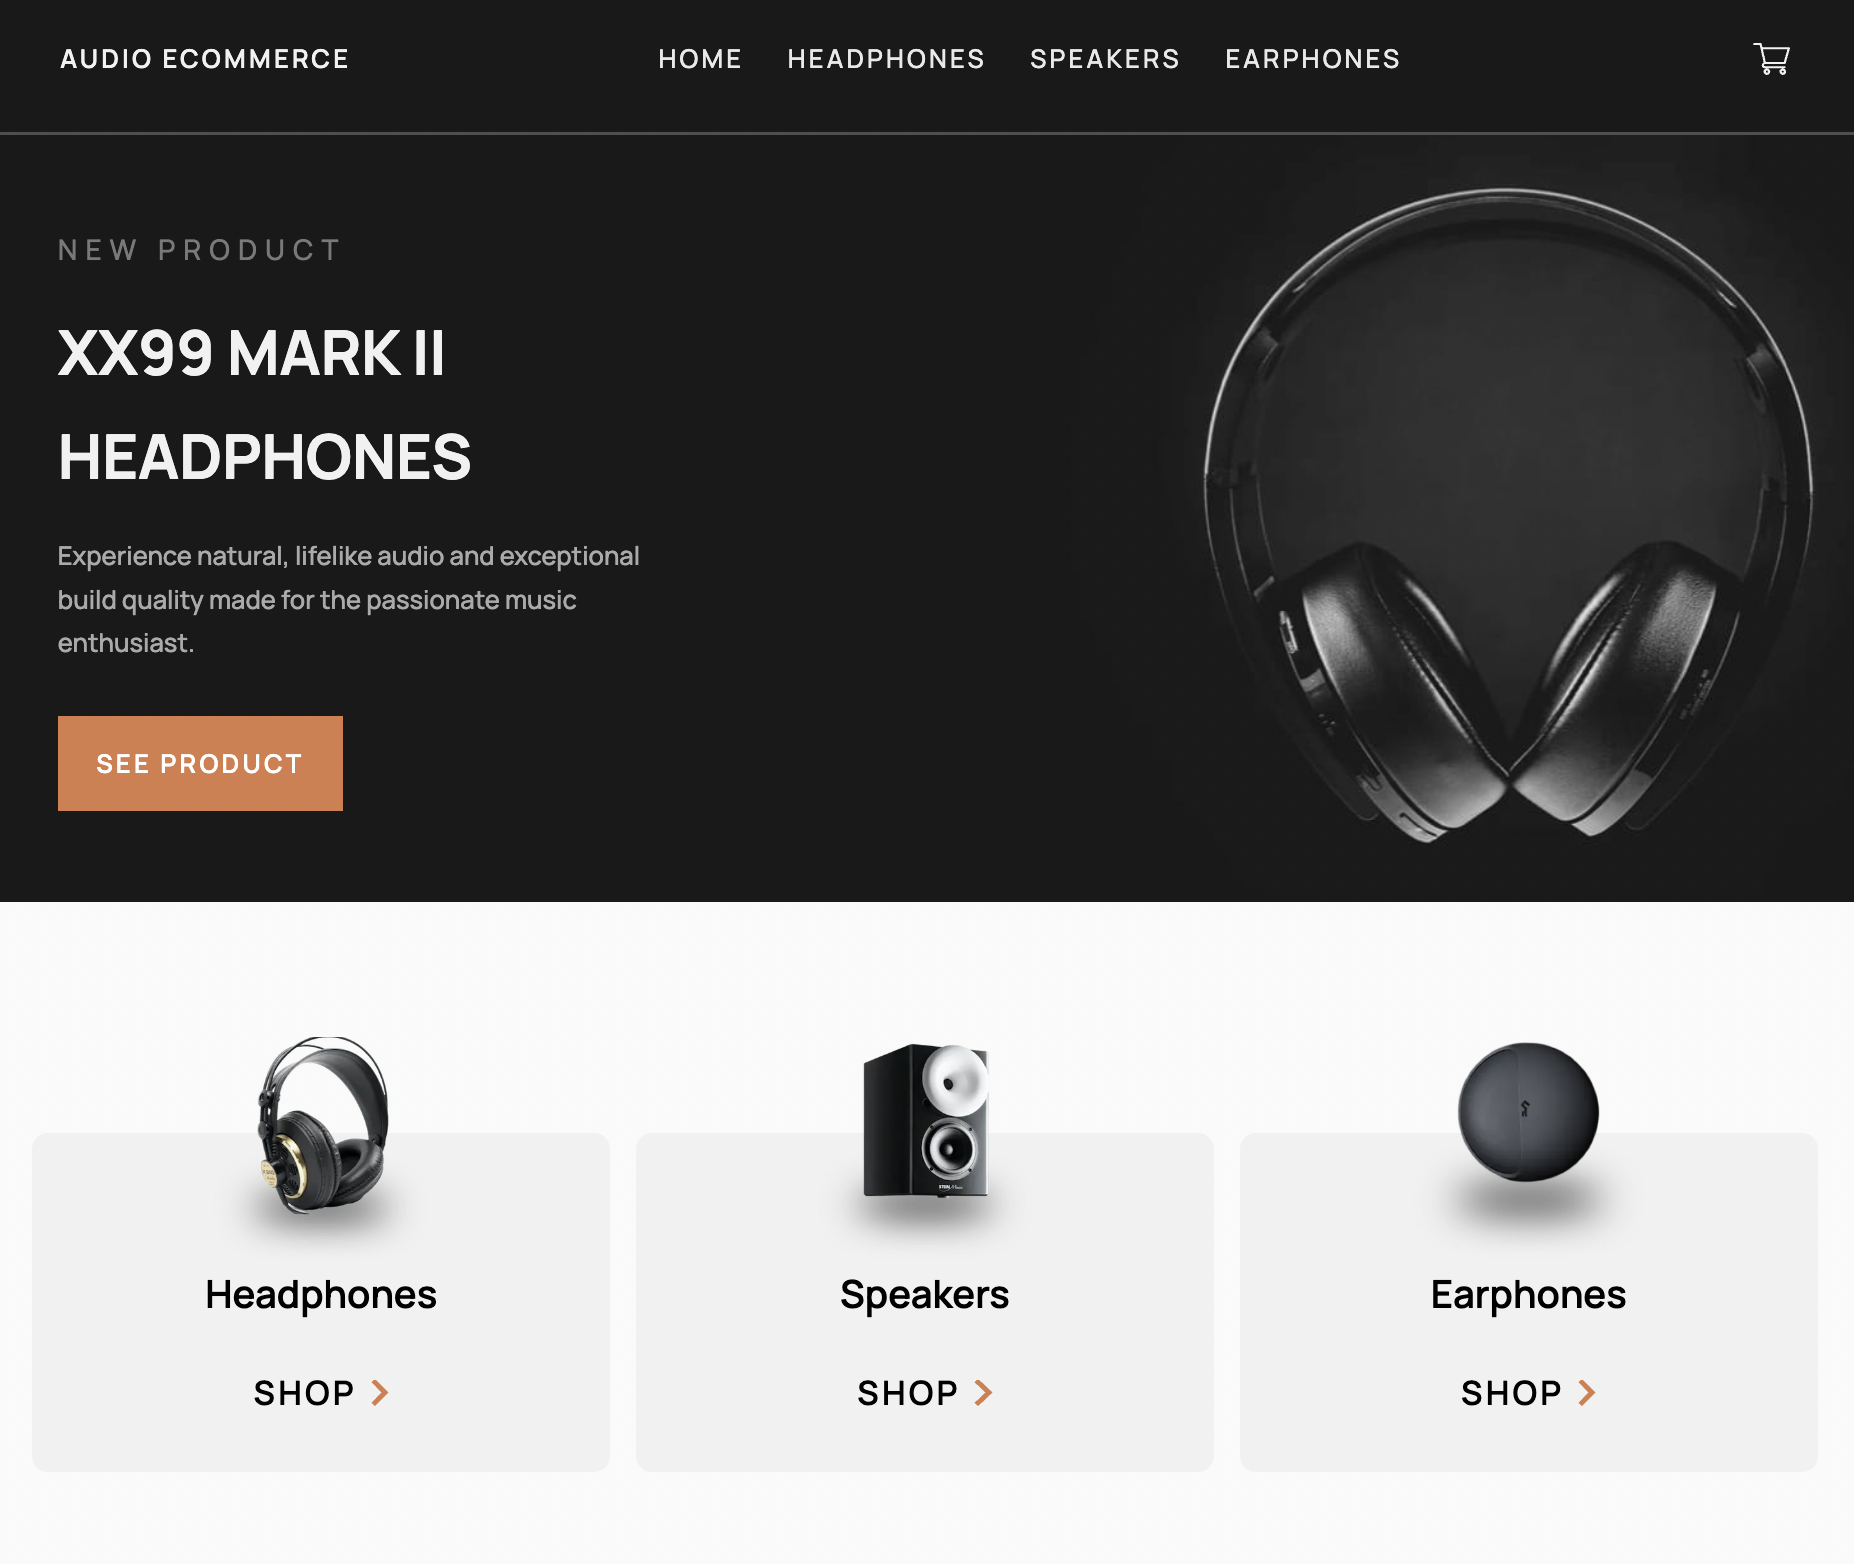 AUDIO ECOMMERCE
HOME HEADPHONES SPEAKERS EARPHONES
NEW PRODUCT
XX99 MARK II
HEADPHONES
Experience natural, lifelike audio and exceptional
build quality made for the passionate music
enthusiast.
SEE PRODUCT
Headphones
Speakers
Earphones
SHOP
SHOP
SHOP